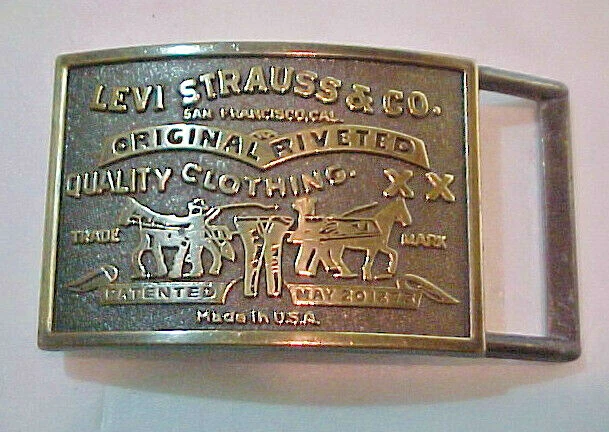 LEVI STRAUSS & CO.
SAN FRANCISCO, CAL.
ORIGINAL RIVETED
QUALITY CLOTHING. XX
TRADE MARK
PATENTED MAY 20 1873
Made in U.S.A.